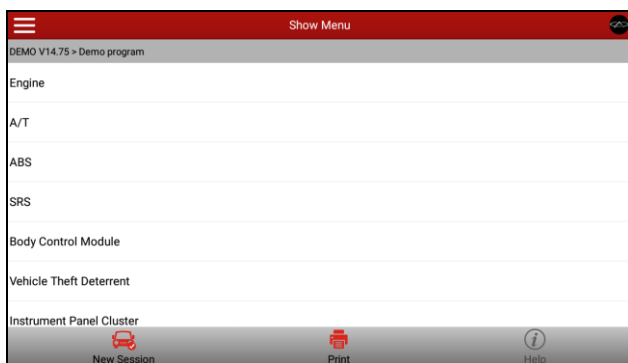 Show Menu
DEMO V14.75 > Demo program
Engine
A/T
ABS
SRS
Body Control Module
Vehicle Theft Deterrent
Instrument Panel Cluster
New Session Print Help